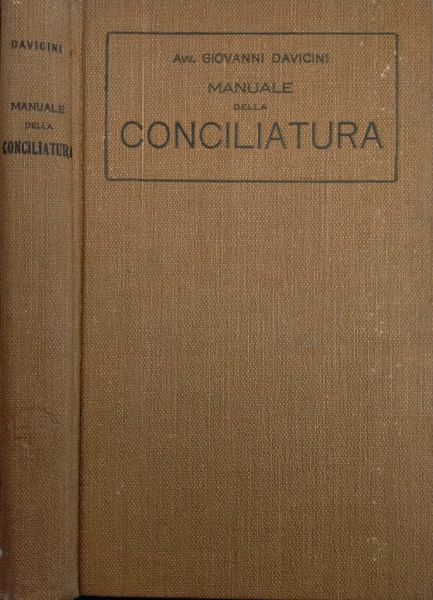 DAVICINI
MANUALE
DELLA
CONCILIATURA
Avv. GIOVANNI DAVICINI
MANUALE
DELLA
CONCILIATURA